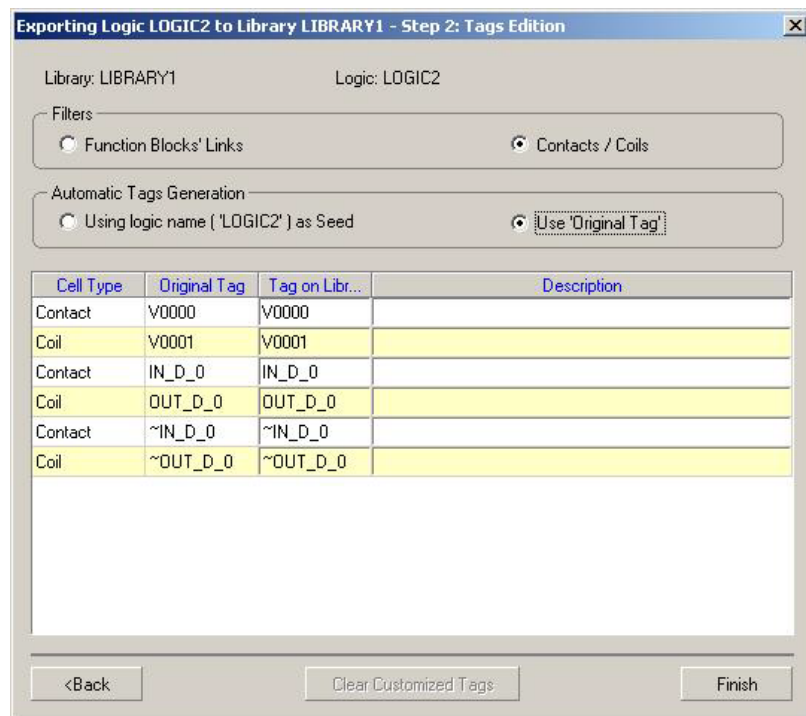 Exporting Logic LOGIC2 to Library LIBRARY1 - Step 2: Tags Edition
Library: LIBRARY1 Logic: LOGIC2
Filters
Function Blocks' Links Contacts / Coils
Automatic Tags Generation
Using logic name ( 'LOGIC2' ) as Seed Use 'Original Tag'
Cell Type Original Tag Tag on Libr... Description
Contact V0000 V0000
Coil V0001 V0001
Contact IN_D_0 IN_D_0
Coil OUT_D_0 OUT_D_0
Contact ~IN_D_0 ~IN_D_0
Coil ~OUT_D_0 ~OUT_D_0
<Back Clear Customized Tags Finish